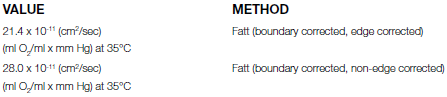 VALUE METHOD
21.4 x 10⁻¹¹ (cm²/sec) Fatt (boundary corrected, edge corrected)
(ml O₂/ml x mm Hg) at 35°C
28.0 x 10⁻¹¹ (cm²/sec) Fatt (boundary corrected, non-edge corrected)
(ml O₂/ml x mm Hg) at 35°C